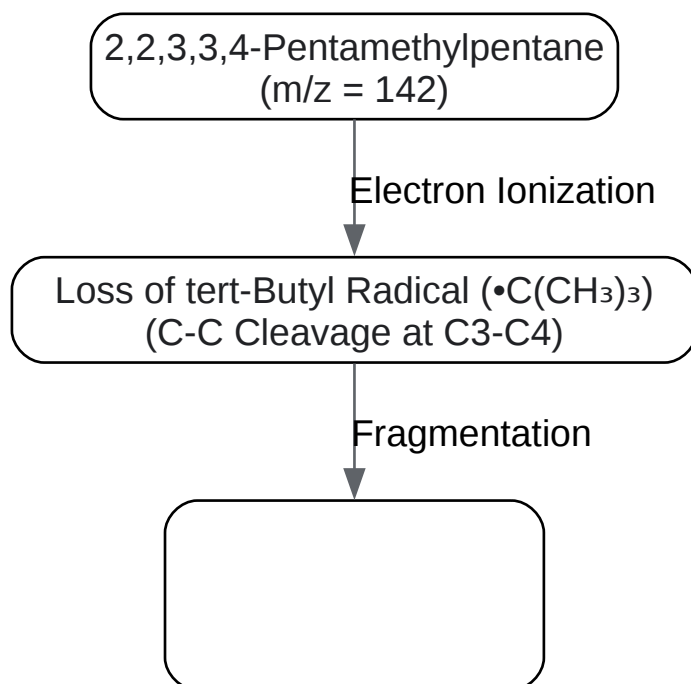 2,2,3,3,4-Pentamethylpentane
(m/z = 142)
Electron Ionization
Loss of tert-Butyl Radical (•C(CH₃)₃)
(C-C Cleavage at C3-C4)
Fragmentation